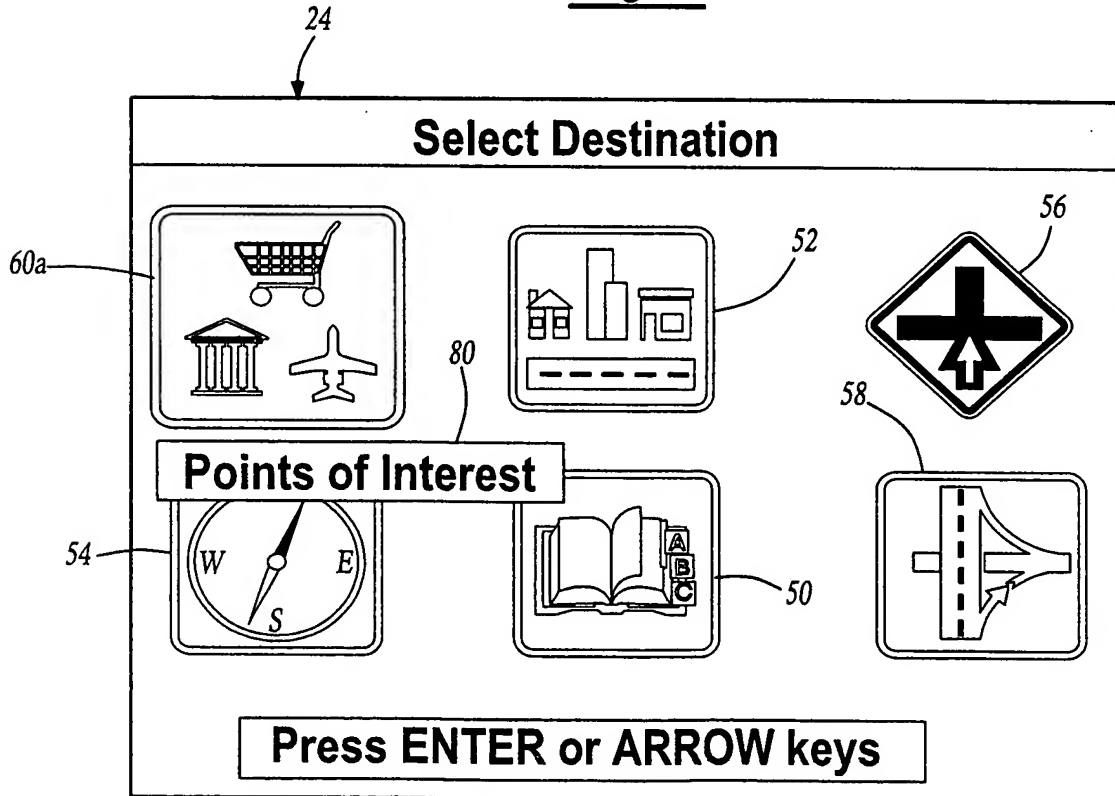 24
Select Destination
60a
52
56
80
58
Points of Interest
54
W
E
S
A
B
C
50
Press ENTER or ARROW keys